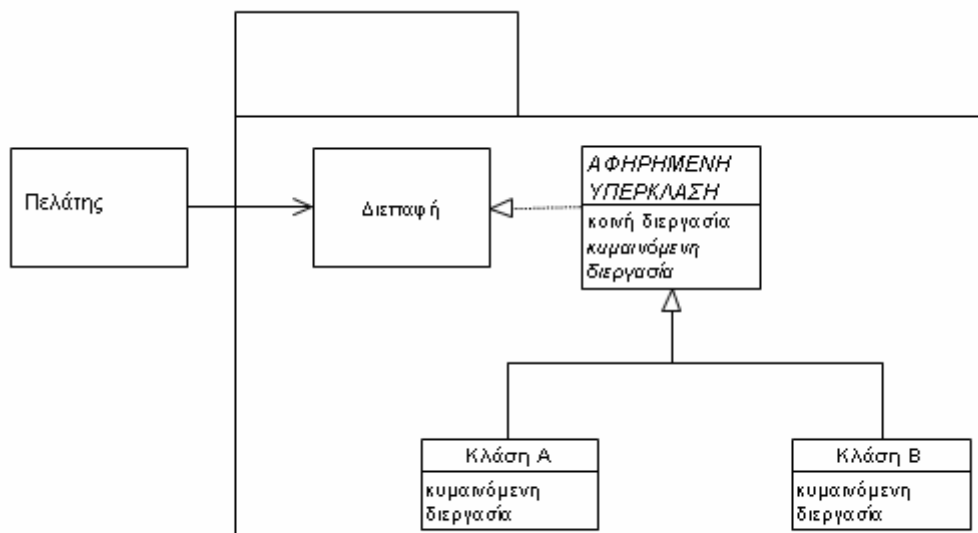 Πελάτης
Διεπαφή
ΑΦΗΡΗΜΕΝΗ
ΥΠΕΡΚΛΑΣΗ
κοινή διεργασία
κυμαινόμενη
διεργασία
Κλάση Α
κυμαινόμενη
διεργασία
Κλάση Β
κυμαινόμενη
διεργασία